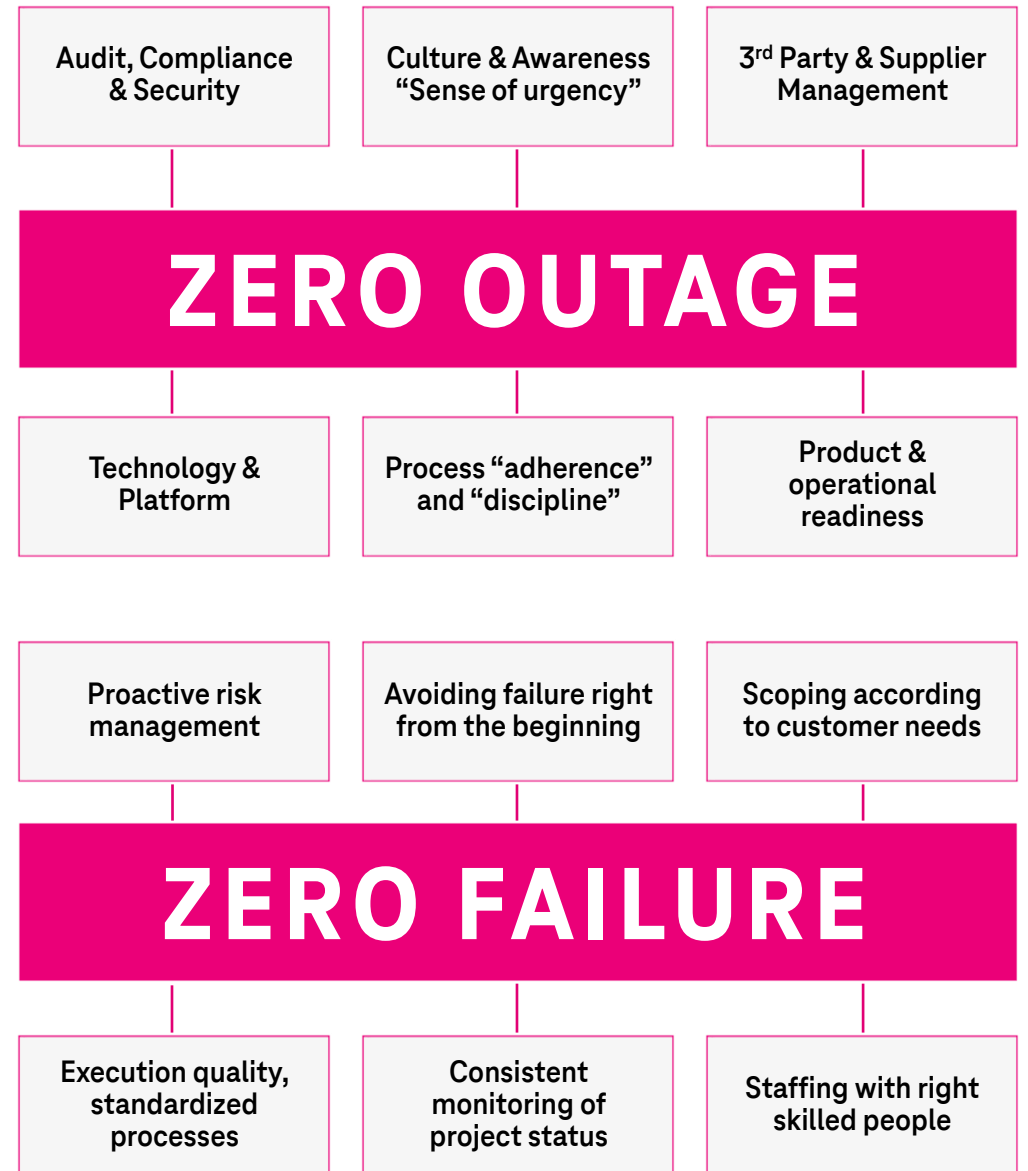 Audit, Compliance
& Security
Culture & Awareness
“Sense of urgency”
3rd Party & Supplier
Management
ZERO OUTAGE
Technology &
Platform
Process “adherence”
and “discipline”
Product &
operational
readiness
Proactive risk
management
Avoiding failure right
from the beginning
Scoping according
to customer needs
ZERO FAILURE
Execution quality,
standardized
processes
Consistent
monitoring of
project status
Staffing with right
skilled people